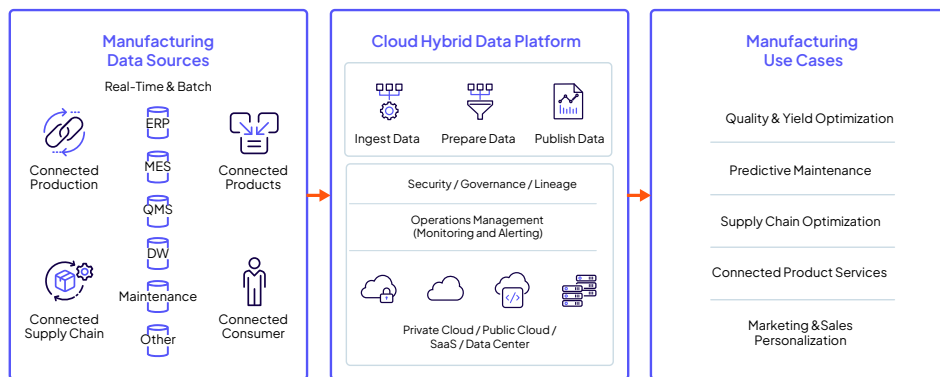 Manufacturing
Data Sources
Real-Time & Batch
Connected
Production
Connected
Supply Chain
ERP
MES
QMS
DW
Maintenance
Other
Connected
Products
Connected
Consumer
Cloud Hybrid Data Platform
Ingest Data
Prepare Data
Publish Data
Security / Governance / Lineage
Operations Management
(Monitoring and Alerting)
</>
Private Cloud / Public Cloud /
SaaS / Data Center
Manufacturing
Use Cases
Quality & Yield Optimization
Predictive Maintenance
Supply Chain Optimization
Connected Product Services
Marketing &Sales
Personalization